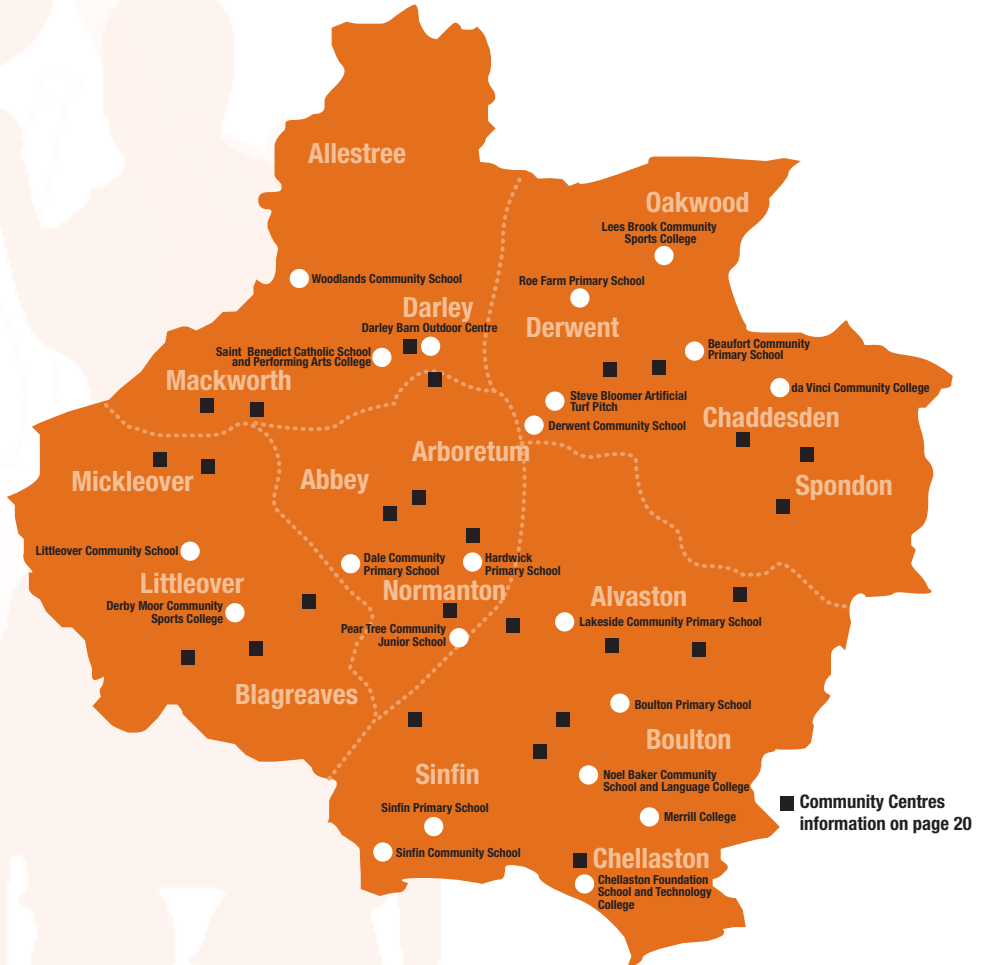 Allestree
Oakwood
Lees Brook Community
Sports College
Woodlands Community School
Roe Farm Primary School
Darley
Darley Barn Outdoor Centre
Derwent
Saint Benedict Catholic School
and Performing Arts College
Beaufort Community
Primary School
Mackworth
da Vinci Community College
Steve Bloomer Artificial
Turf Pitch
Chaddesden
Derwent Community School
Arboretum
Mickleover
Abbey
Spondon
Littleover Community School
Dale Community
Primary School
Hardwick
Primary School
Littleover
Normanton
Alvaston
Derby Moor Community
Sports College
Lakeside Community Primary School
Pear Tree Community
Junior School
Blagreaves
Boulton Primary School
Boulton
Sinfin
Noel Baker Community
School and Language College
Community Centres
information on page 20
Sinfin Primary School
Merrill College
Sinfin Community School
Chellaston
Chellaston Foundation
School and Technology
College